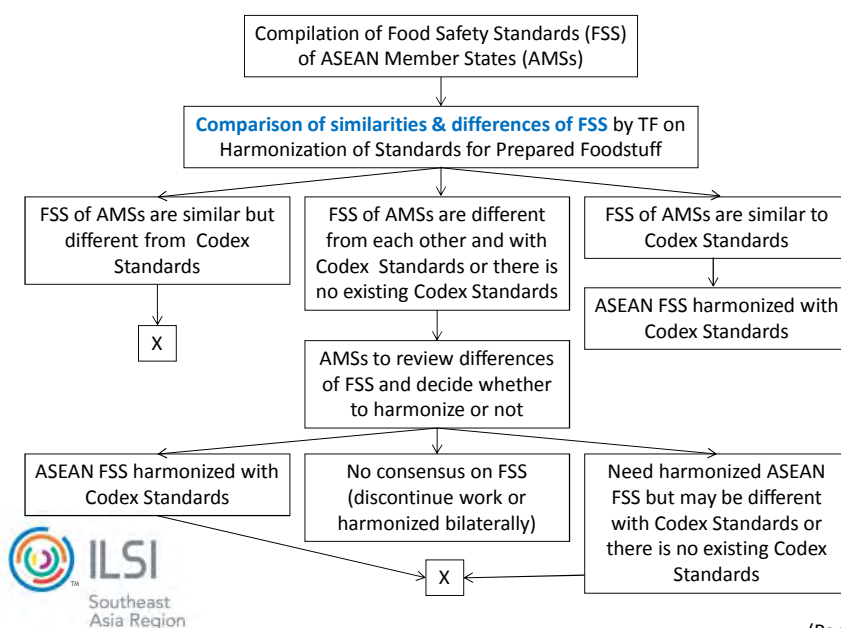 Compilation of Food Safety Standards (FSS)
of ASEAN Member States (AMSs)
Comparison of similarities & differences of FSS by TF on
Harmonization of Standards for Prepared Foodstuff
FSS of AMSs are similar but
different from Codex
Standards
FSS of AMSs are different
from each other and with
Codex Standards or there is
no existing Codex Standards
FSS of AMSs are similar to
Codex Standards
ASEAN FSS harmonized with
Codex Standards
X
AMSs to review differences
of FSS and decide whether
to harmonize or not
ASEAN FSS harmonized with
Codex Standards
No consensus on FSS
(discontinue work or
harmonized bilaterally)
Need harmonized ASEAN
FSS but may be different
with Codex Standards or
there is no existing Codex
Standards
X
TM
ILSI
Southeast
Asia Region